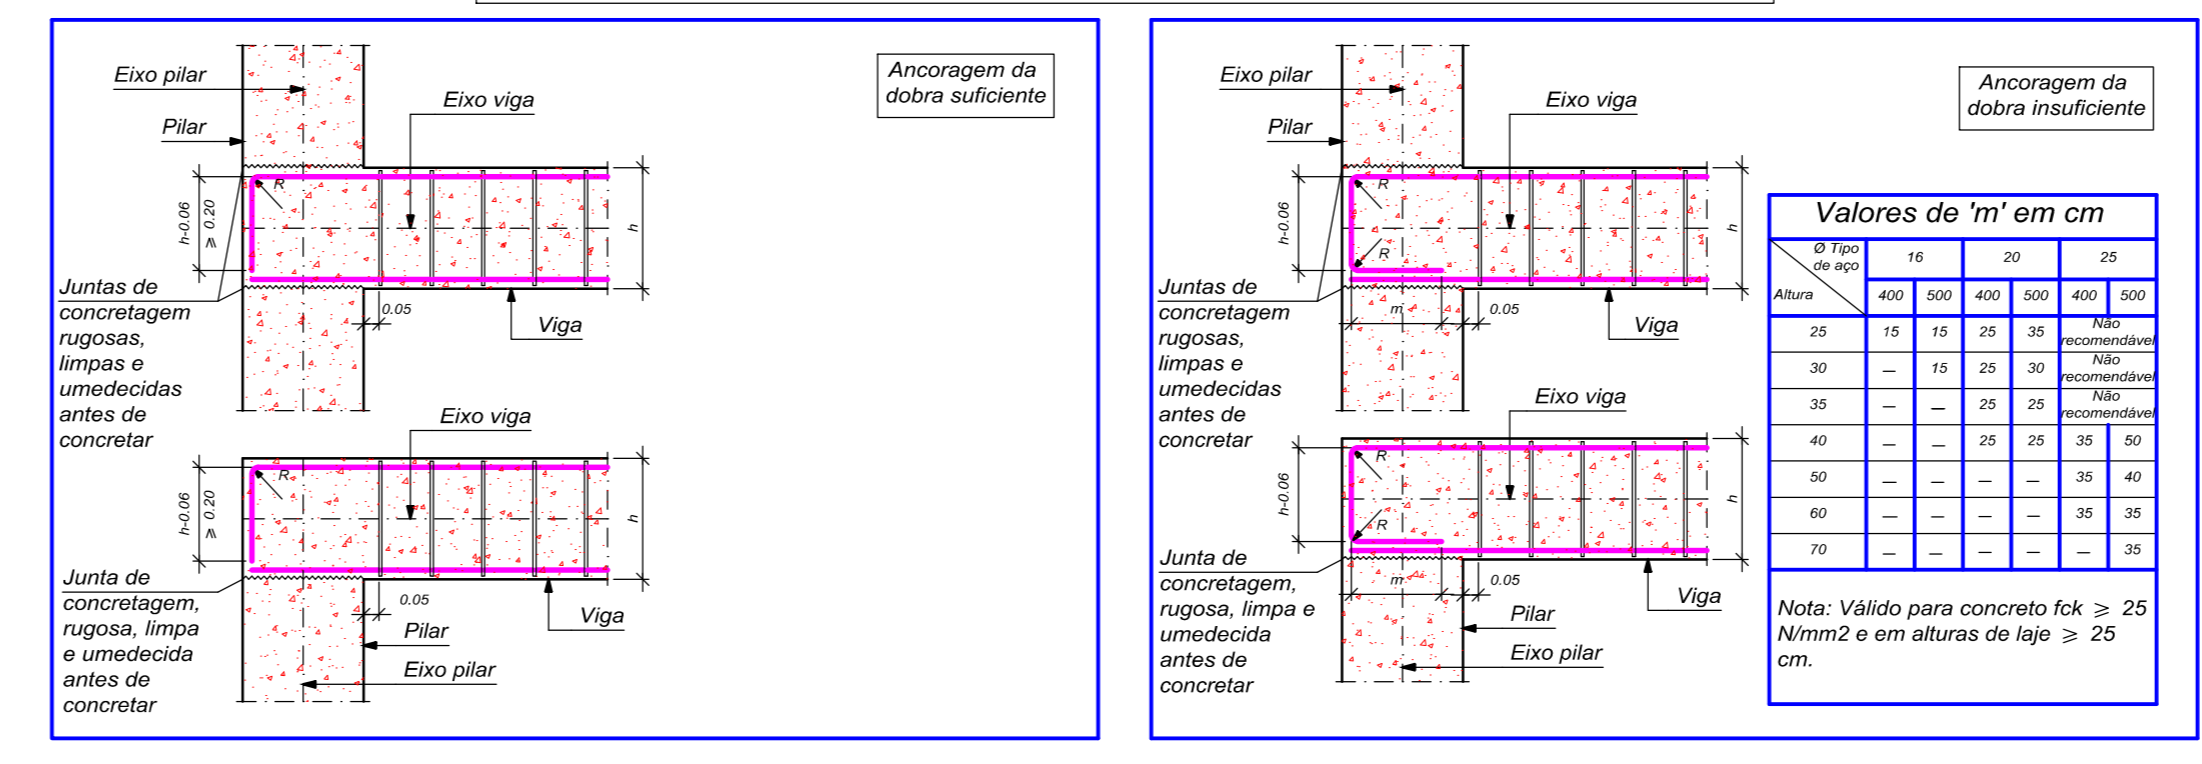 Ancoragem da
dobra suficiente
Eixo pilar
Eixo viga
Pilar
R
h-0.06
⩾ 0.20
h
Juntas de
concretagem
rugosas,
limpas e
umedecidas
antes de
concretar
0.05
Viga
Eixo viga
R
h-0.06
⩾ 0.20
h
Junta de
concretagem,
rugosa, limpa
e umedecida
antes de
concretar
0.05
Viga
Pilar
Eixo pilar
Ancoragem da
dobra insuficiente
Eixo pilar
Eixo viga
Pilar
R
R
h-0.06
h
Juntas de
concretagem
rugosas,
limpas e
umedecidas
antes de
concretar
m
0.05
Viga
Eixo viga
R
R
h-0.06
h
Junta de
concretagem,
rugosa, limpa e
umedecida
antes de
concretar
m
0.05
Viga
Pilar
Eixo pilar
Valores de 'm' em cm
Ø Tipo
de aço
Altura
16 20 25
400 500 400 500 400 500
25 15 15 25 35 Não
recomendável
30 — 15 25 30 Não
recomendável
35 — — 25 25 Não
recomendável
40 — — 25 25 35 50
50 — — — — 35 40
60 — — — — 35 35
70 — — — — — 35
Nota: Válido para concreto fck ⩾ 25
N/mm2 e em alturas de laje ⩾ 25
cm.